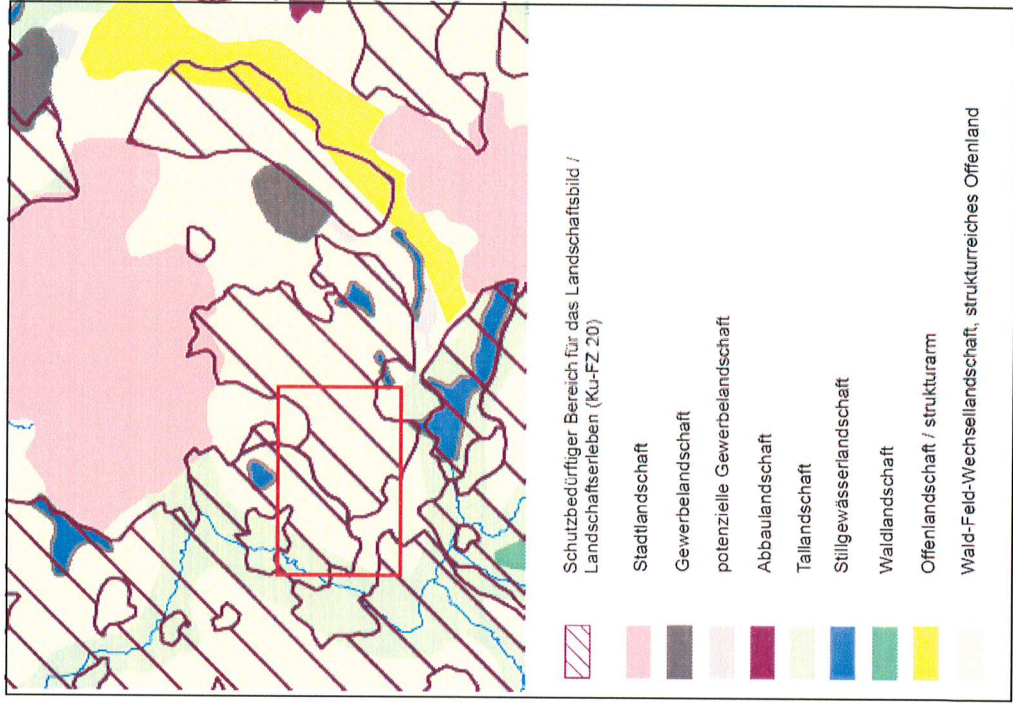 Schutzbedürftiger Bereich für das Landschaftsbild /
Landschaftserleben (Ku-FZ 20)
Stadtlandschaft
Gewerbelandschaft
potenzielle Gewerbelandschaft
Abbaulandschaft
Tallandschaft
Stillgewässerlandschaft
Waldlandschaft
Offenlandschaft / strukturarm
Wald-Feld-Wechsellandschaft, strukturreiches Offenland